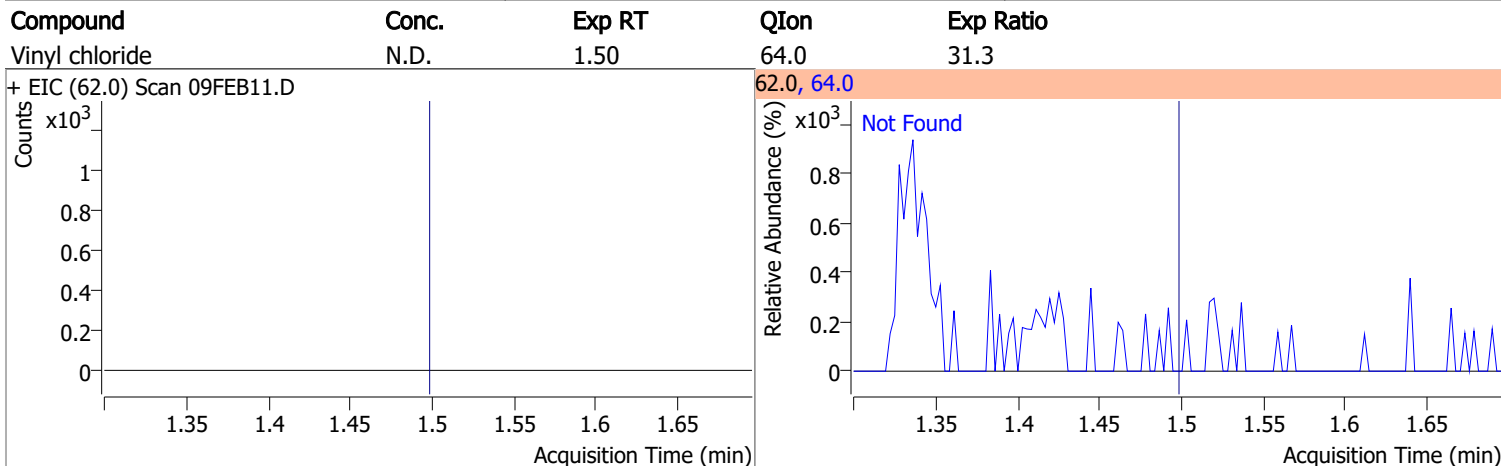 Compound Conc. Exp RT QIon Exp Ratio
Vinyl chloride N.D. 1.50 64.0 31.3
+ EIC (62.0) Scan 09FEB11.D
Counts
x10³
1
0.8
0.6
0.4
0.2
0
1.35 1.4 1.45 1.5 1.55 1.6 1.65
Acquisition Time (min)
62.0, 64.0
Relative Abundance (%)
x10³
Not Found
0.8
0.6
0.4
0.2
0
1.35 1.4 1.45 1.5 1.55 1.6 1.65
Acquisition Time (min)